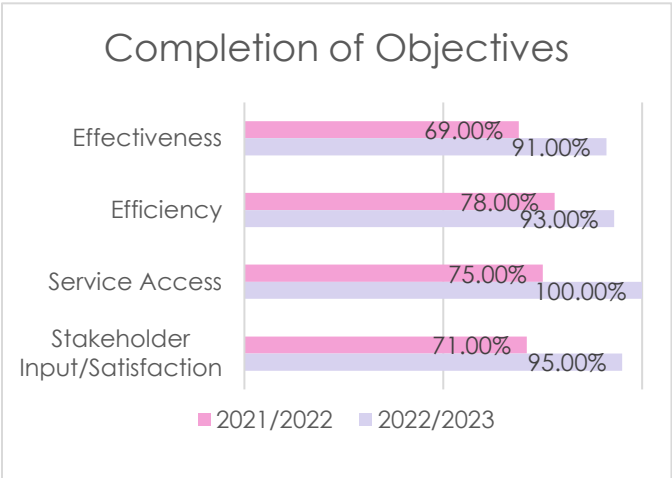 Completion of Objectives
Effectiveness
69.00%
91.00%
Efficiency
78.00%
93.00%
Service Access
75.00%
100.00%
Stakeholder
Input/Satisfaction
71.00%
95.00%
2021/2022 2022/2023